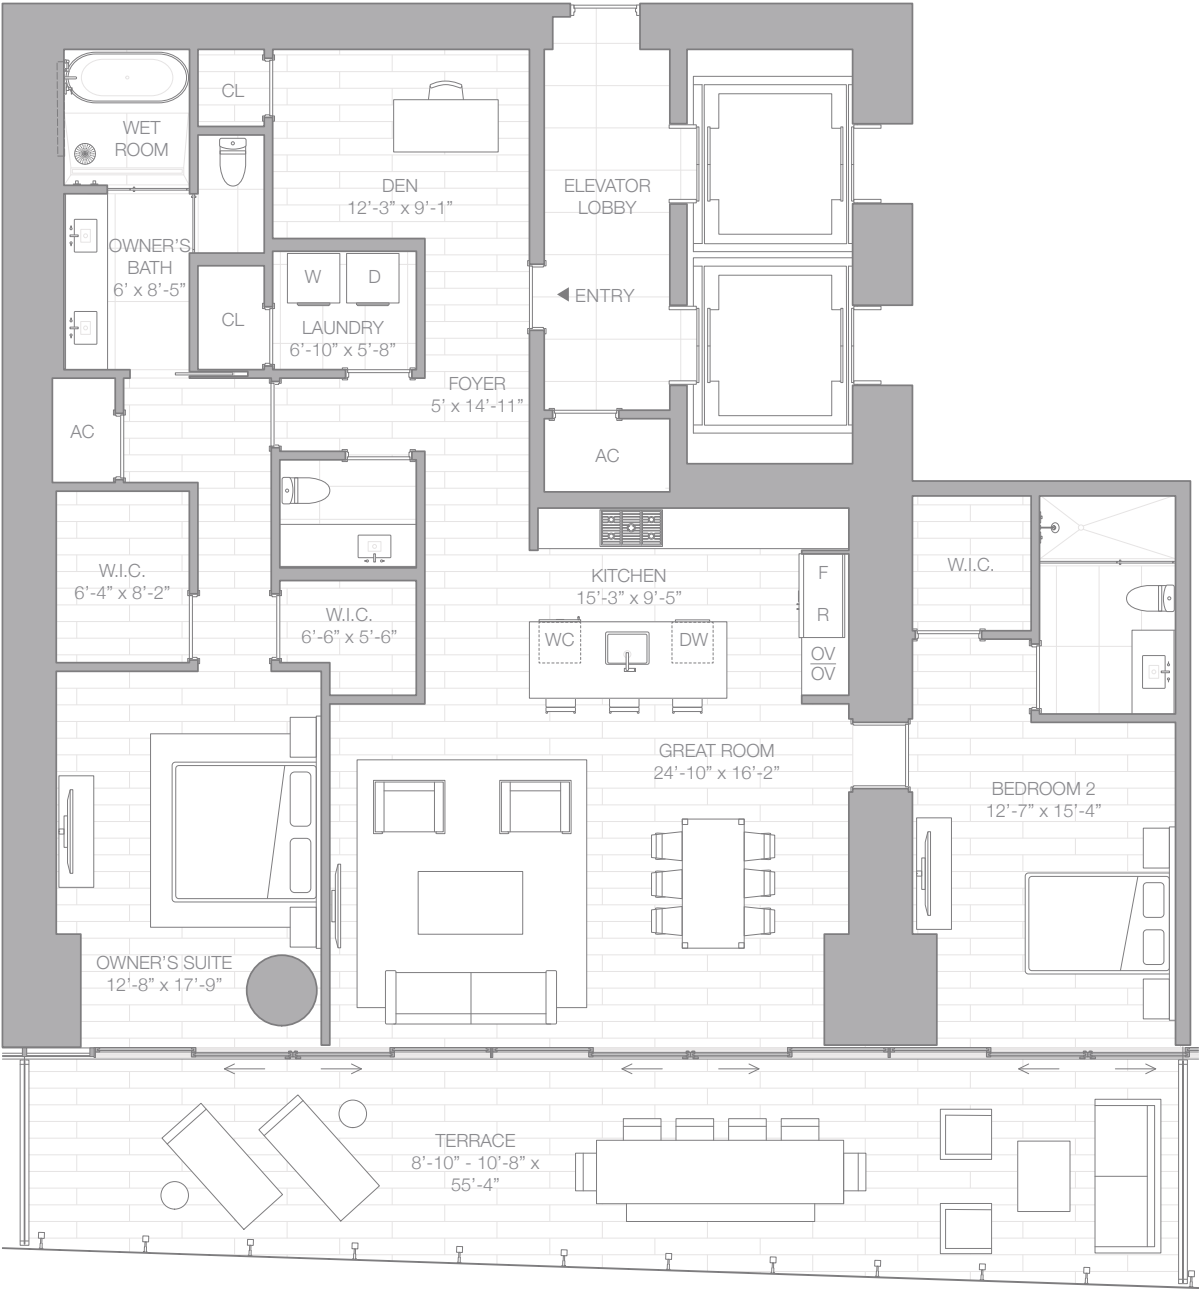 CL
WET
ROOM
DEN
12’-3” x 9’-1”
ELEVATOR
LOBBY
OWNER’S
BATH
6’ x 8’-5”
W
D
ENTRY
CL
LAUNDRY
6’-10” x 5’-8”
FOYER
5’ x 14’-11”
AC
AC
W.I.C.
6’-4” x 8’-2”
KITCHEN
15’-3” x 9’-5”
F
R
W.I.C.
W.I.C.
6’-6” x 5’-6”
WC
DW
OV
OV
GREAT ROOM
24’-10” x 16’-2”
BEDROOM 2
12’-7” x 15’-4”
OWNER’S SUITE
12’-8” x 17’-9”
TERRACE
8’-10” - 10’-8” x
55’-4”